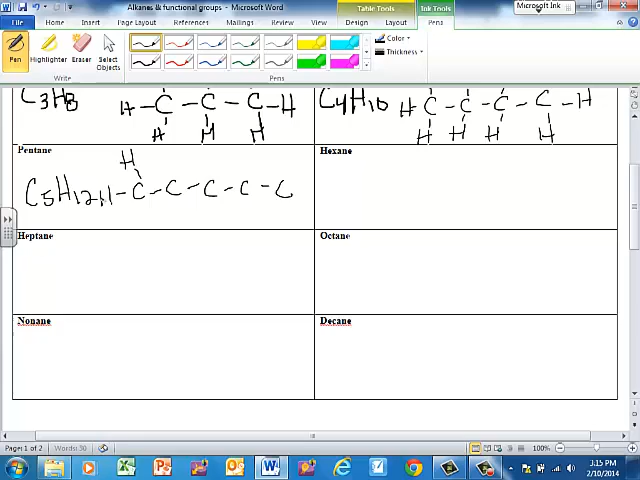 Alkanes & functional groups - Microsoft Word
Table Tools
Ink Tools
Microsoft Ink
File
Home
Insert
Page Layout
References
Mailings
Review
View
Design
Layout
Pens
Pen
Highlighter
Eraser
Select Objects
Color
Thickness
Write
Pens
C3H8
H-C-C-C-H
H H H
C4H10
H C-C-C-C-H
H H H H
Pentane
Hexane
H
C5H12 H-C-C-C-C-C
Heptane
Octane
Nonane
Decane
Page: 1 of 2
Words: 30
100%
3:15 PM
2/10/2014